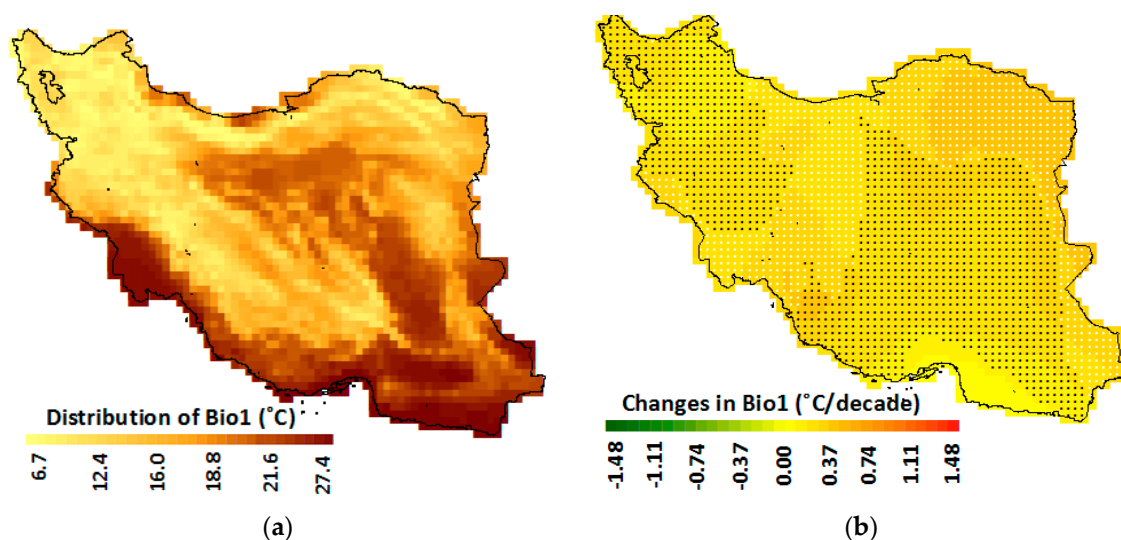 Distribution of Bio1 (˚C)
6.7 12.4 16.0 18.8 21.6 27.4
(a)
Changes in Bio1 (˚C/decade)
-1.48 -1.11 -0.74 -0.37 0.00 0.37 0.74 1.11 1.48
(b)